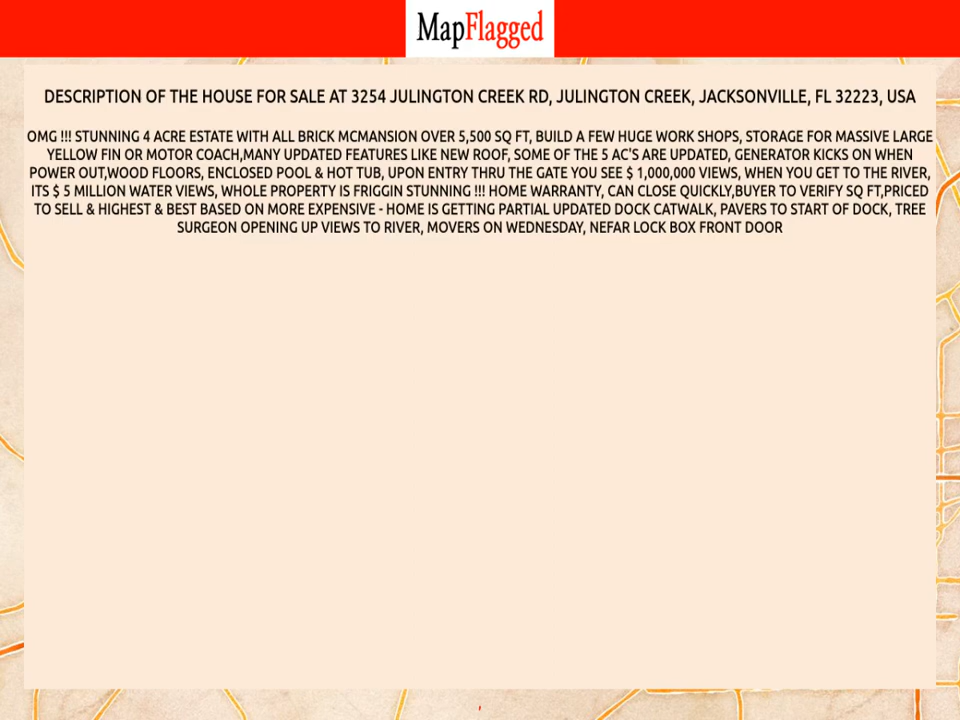 MapFlagged
DESCRIPTION OF THE HOUSE FOR SALE AT 3254 JULINGTON CREEK RD, JULINGTON CREEK, JACKSONVILLE, FL 32223, USA
OMG !!! STUNNING 4 ACRE ESTATE WITH ALL BRICK MCMANSION OVER 5,500 SQ FT, BUILD A FEW HUGE WORK SHOPS, STORAGE FOR MASSIVE LARGE
YELLOW FIN OR MOTOR COACH,MANY UPDATED FEATURES LIKE NEW ROOF, SOME OF THE 5 AC'S ARE UPDATED, GENERATOR KICKS ON WHEN
POWER OUT,WOOD FLOORS, ENCLOSED POOL & HOT TUB, UPON ENTRY THRU THE GATE YOU SEE $ 1,000,000 VIEWS, WHEN YOU GET TO THE RIVER,
ITS $ 5 MILLION WATER VIEWS, WHOLE PROPERTY IS FRIGGIN STUNNING !!! HOME WARRANTY, CAN CLOSE QUICKLY,BUYER TO VERIFY SQ FT,PRICED
TO SELL & HIGHEST & BEST BASED ON MORE EXPENSIVE - HOME IS GETTING PARTIAL UPDATED DOCK CATWALK, PAVERS TO START OF DOCK, TREE
SURGEON OPENING UP VIEWS TO RIVER, MOVERS ON WEDNESDAY, NEFAR LOCK BOX FRONT DOOR
,